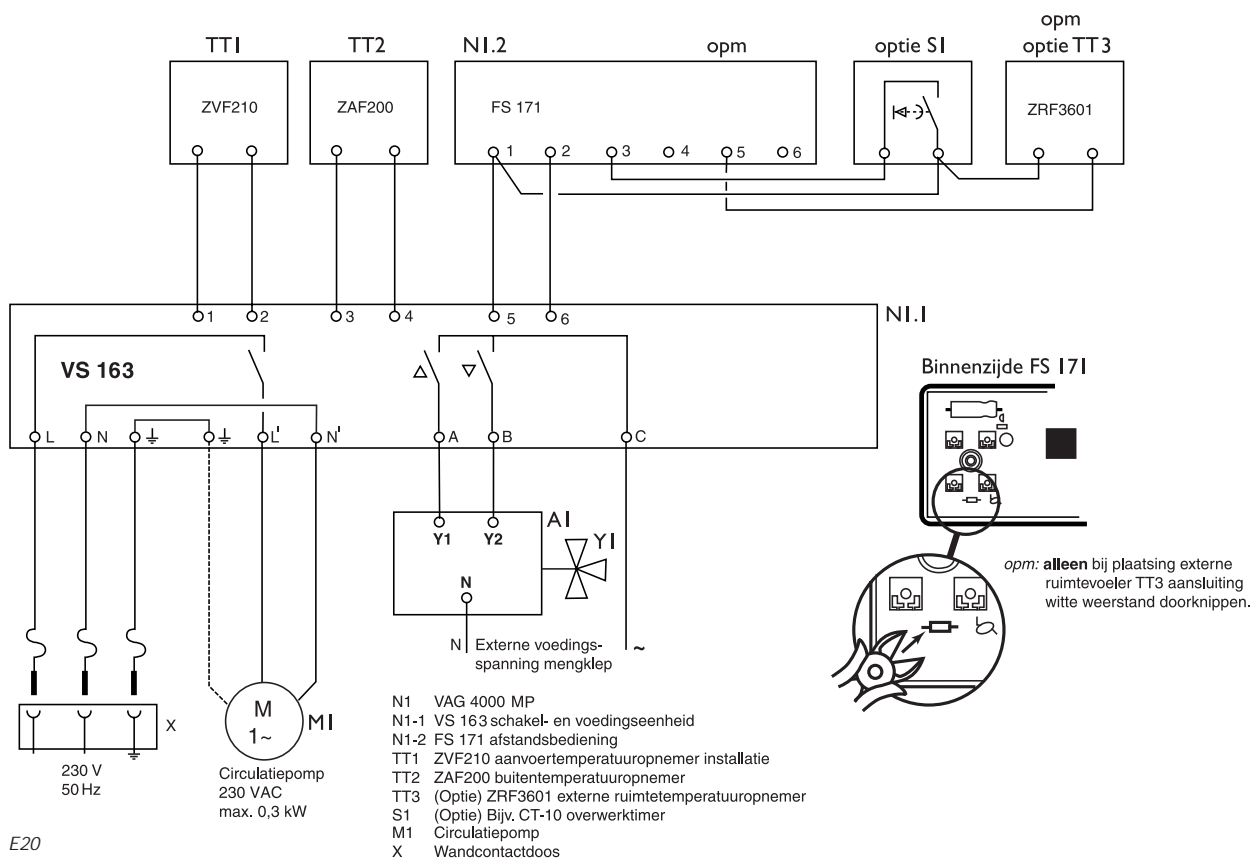 TT1 TT2 N1.2 opm optie S1 opm
optie TT3
ZVF210 ZAF200 FS 171 ZRF3601
1 2 3 4 5 6
1 2 3 4 5 6 N1.1
VS 163
Binnenzijde FS 171
L N L' N' A B C
A1
Y1 Y2 Y1
N
opm: alleen bij plaatsing externe
ruimtevoeler TT3 aansluiting
witte weerstand doorknippen.
N Externe voedings-
spanning mengklep ~
X
230 V
50 Hz
M
1~
M1
Circulatiepomp
230 VAC
max. 0,3 kW
N1 VAG 4000 MP
N1-1 VS 163 schakel- en voedingseenheid
N1-2 FS 171 afstandsbediening
TT1 ZVF210 aanvoertemperatuuropnemer installatie
TT2 ZAF200 buitentemperatuuropnemer
TT3 (Optie) ZRF3601 externe ruimtetemperatuuropnemer
S1 (Optie) Bijv. CT-10 overwerktimer
M1 Circulatiepomp
X Wandcontactdoos
E20